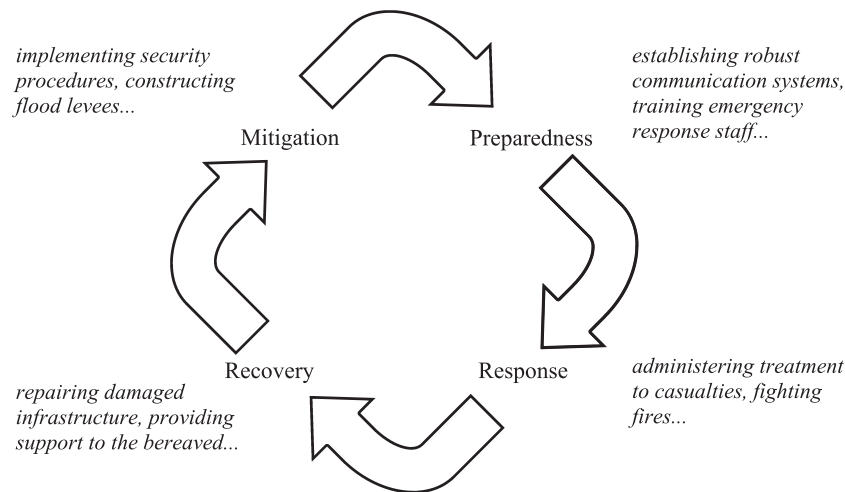 implementing security
procedures, constructing
flood levees...
establishing robust
communication systems,
training emergency
response staff...
Mitigation
Preparedness
Recovery
Response
repairing damaged
infrastructure, providing
support to the bereaved...
administering treatment
to casualties, fighting
fires...